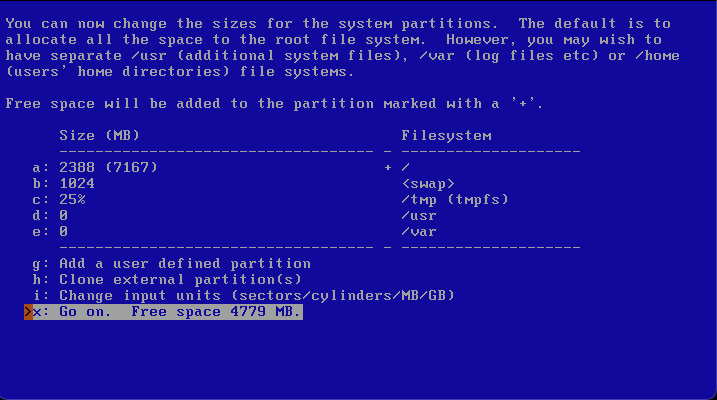 You can now change the sizes for the system partitions.  The default is to
allocate all the space to the root file system.  However, you may wish to
have separate /usr (additional system files), /var (log files etc) or /home
(users' home directories) file systems.
Free space will be added to the partition marked with a '+'.
Size (MB) Filesystem
----------------------------------- - --------------------
a: 2388 (7167) + /
b: 1024 <swap>
c: 25% /tmp (tmpfs)
d: 0 /usr
e: 0 /var
----------------------------------- - --------------------
g: Add a user defined partition
h: Clone external partition(s)
i: Change input units (sectors/cylinders/MB/GB)
>x: Go on.  Free space 4779 MB.